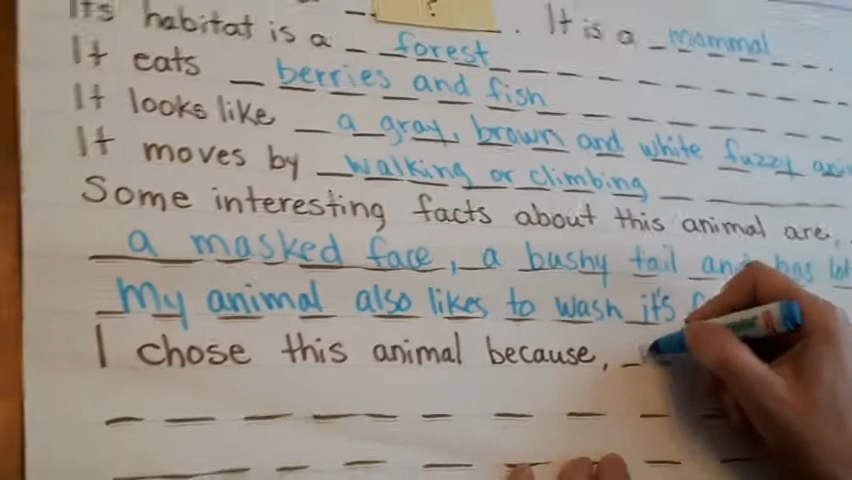 Its habitat is a forest. It is a mammal.
It eats berries and fish
It looks like a gray, brown and white fuzzy
It moves by walking or climbing
Some interesting facts about this animal are,
a masked face, a bushy tail and has
My animal also likes to wash it's
I chose this animal because,